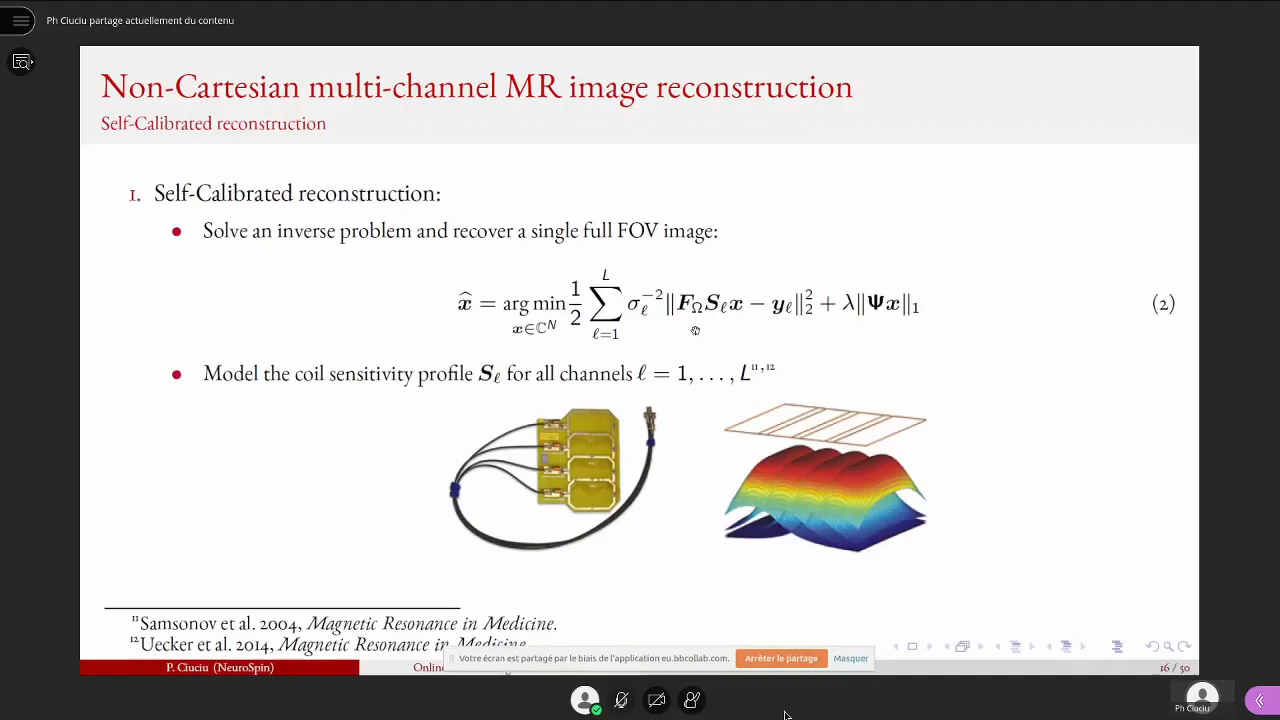 Ph Ciuciu partage actuellement du contenu
Non-Cartesian multi-channel MR image reconstruction
Self-Calibrated reconstruction
1. Self-Calibrated reconstruction:
● Solve an inverse problem and recover a single full FOV image:
x̂ = arg min_{x∈ℂ^N} 1/2 ∑_{ℓ=1}^{L} σ_ℓ^{−2} ‖F_Ω S_ℓ x − y_ℓ‖_2^2 + λ‖Ψx‖_1 (2)
● Model the coil sensitivity profile S_ℓ for all channels ℓ = 1, . . . , L^{11,12}
¹¹Samsonov et al. 2004, Magnetic Resonance in Medicine.
¹²Uecker et al. 2014, Magnetic Resonance in Medicine.
P. Ciuciu (NeuroSpin)
Online
16 / 50
Votre écran est partagé par le biais de l'application eu.bbcollab.com.
Arrêter le partage
Masquer
Ph Ciuciu